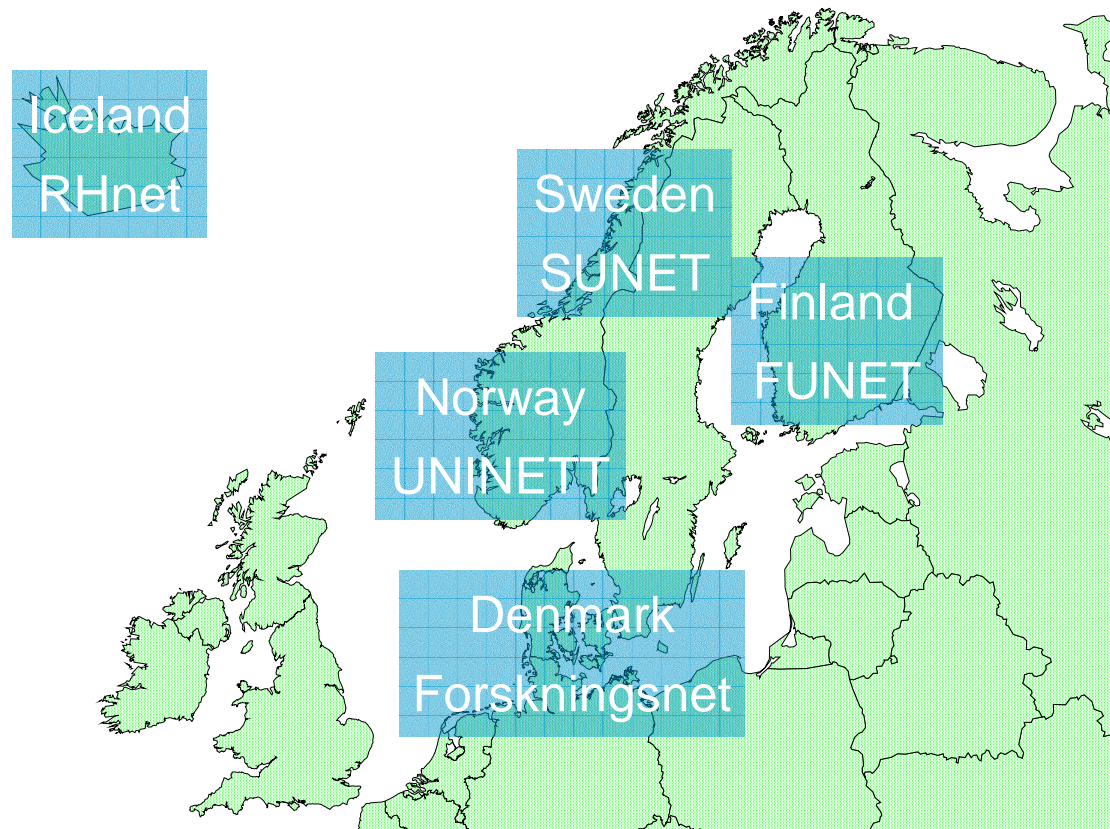 Iceland
RHnet
Sweden
SUNET
Finland
FUNET
Norway
UNINETT
Denmark
Forskningsnet